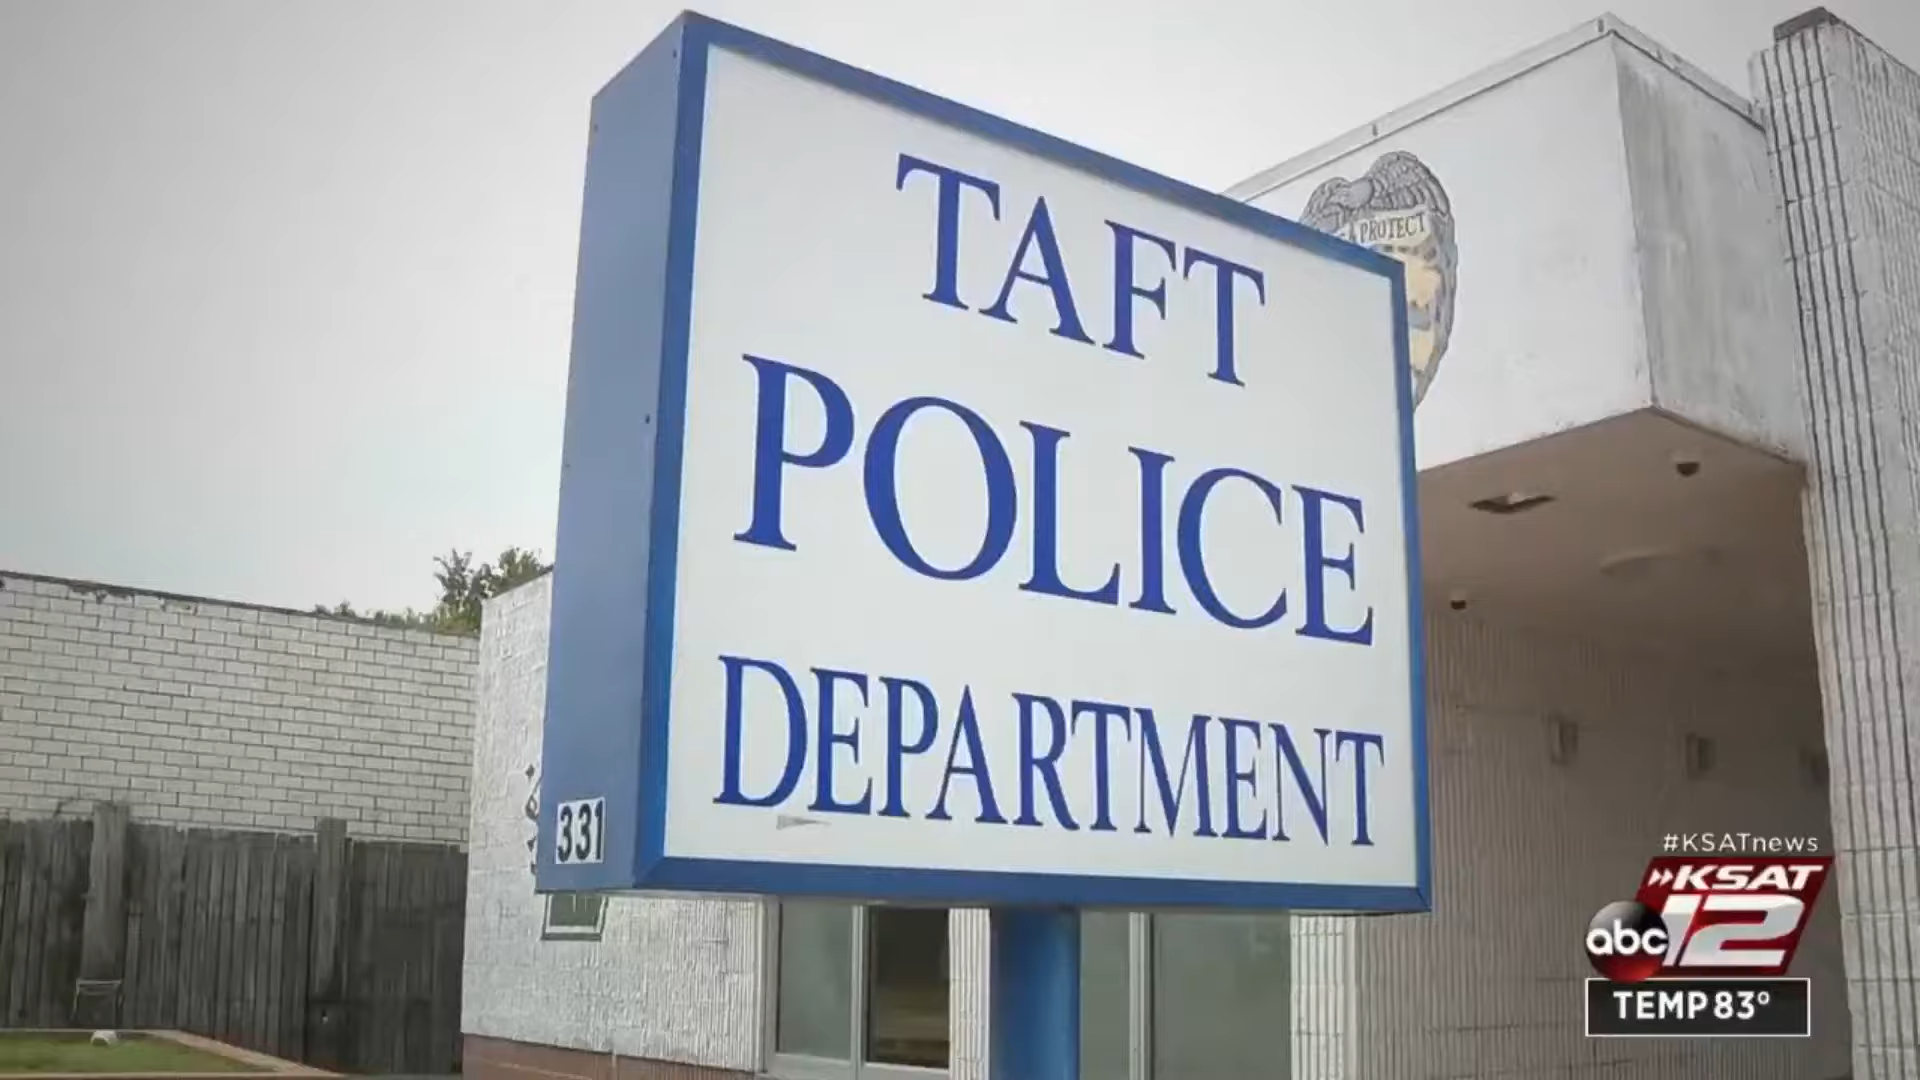 TAFT
POLICE
DEPARTMENT
& PROTECT
331
#KSATnews
KSAT
12
abc
TEMP 83°